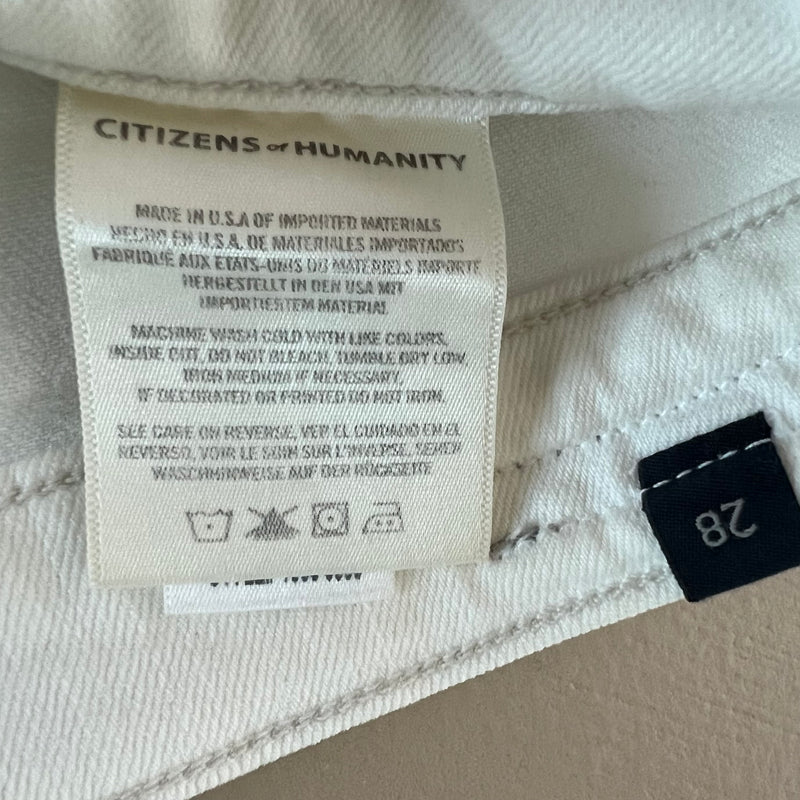 CITIZENS of HUMANITY
MADE IN U.S.A OF IMPORTED MATERIALS
HECHO EN U.S.A. DE MATERIALES IMPORTADOS
FABRIQUE AUX ETATS-UNIS DU MATERIELS IMPORTE
HERGESTELLT IN DEN USA MIT
IMPORTIERTEM MATERIAL
MACHINE WASH COLD WITH LIKE COLORS,
INSIDE OUT. DO NOT BLEACH. TUMBLE DRY LOW.
IRON MEDIUM IF NECESSARY.
IF DECORATED OR PRINTED DO NOT IRON.
SEE CARE ON REVERSE, VER EL CUIDADO EN EL
REVERSO, VOIR LE SOIN SUR L'INVERSE, SEHEN
WASCHHINWEISE AUF DER RÜCKSEITE
28